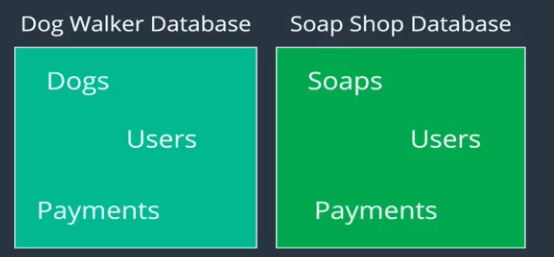 Dog Walker Database
Dogs
Users
Payments
Soap Shop Database
Soaps
Users
Payments